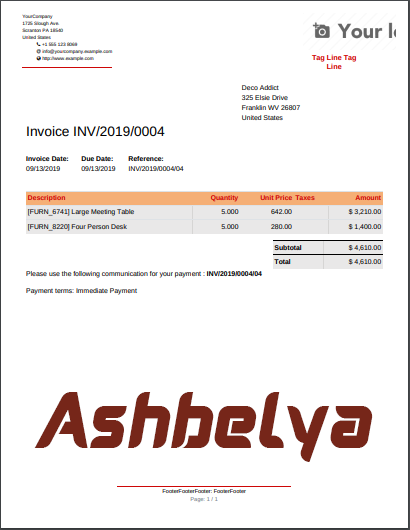 YourCompany
1725 Slough Ave.
Scranton PA 18540
United States
+1 555 123 8069
info@yourcompany.example.com
http://www.example.com
Your l
Tag Line Tag
Line
Deco Addict
325 Elsie Drive
Franklin WV 26807
United States
Invoice INV/2019/0004
Invoice Date: Due Date: Reference:
09/13/2019 09/13/2019 INV/2019/0004/04
Description Quantity Unit Price Taxes Amount
[FURN_6741] Large Meeting Table 5.000 642.00 $ 3,210.00
[FURN_8220] Four Person Desk 5.000 280.00 $ 1,400.00
Subtotal $ 4,610.00
Total $ 4,610.00
Please use the following communication for your payment : INV/2019/0004/04
Payment terms: Immediate Payment
Ashbelya
FooterFooterFooter: FooterFooter
Page: 1 / 1